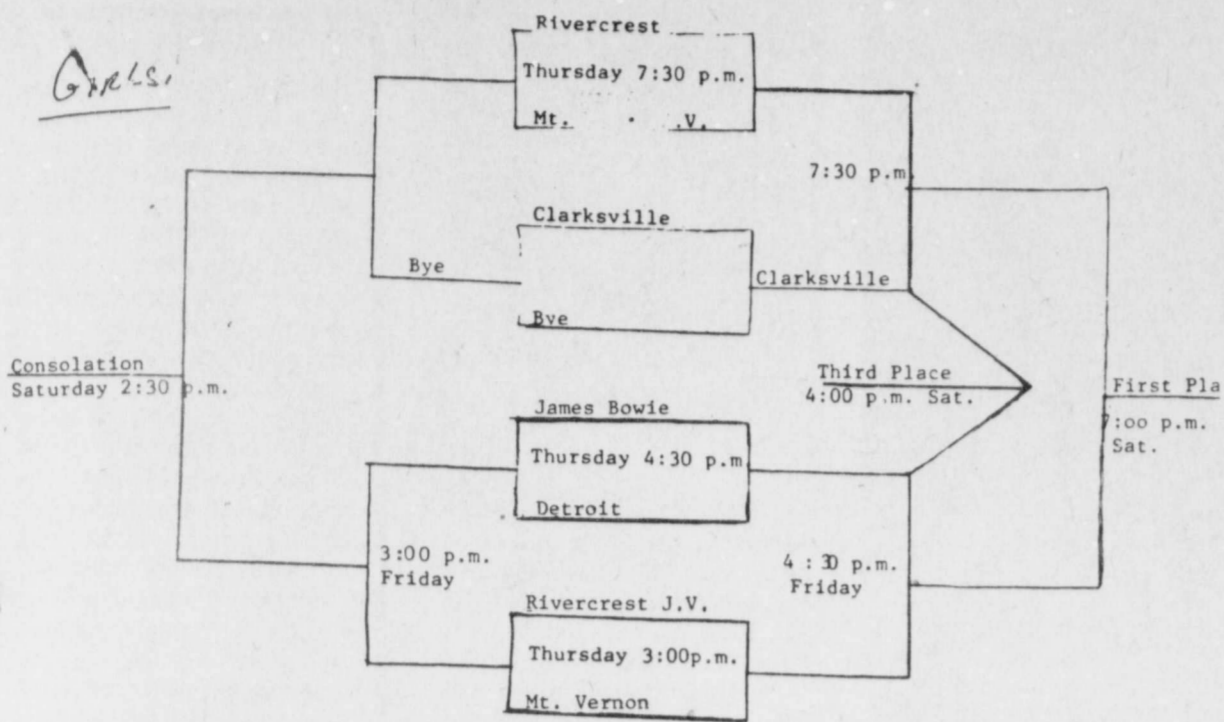 Girls.
Rivercrest
Thursday 7:30 p.m.
Mt. V.
7:30 p.m
Clarksville
Bye
Clarksville
Bye
Consolation
Saturday 2:30 p.m.
Third Place
4:00 p.m. Sat.
First Pla
7:00 p.m.
Sat.
James Bowie
Thursday 4:30 p.m
Detroit
3:00 p.m.
Friday
4:30 p.m.
Friday
Rivercrest J.V.
Thursday 3:00p.m.
Mt. Vernon